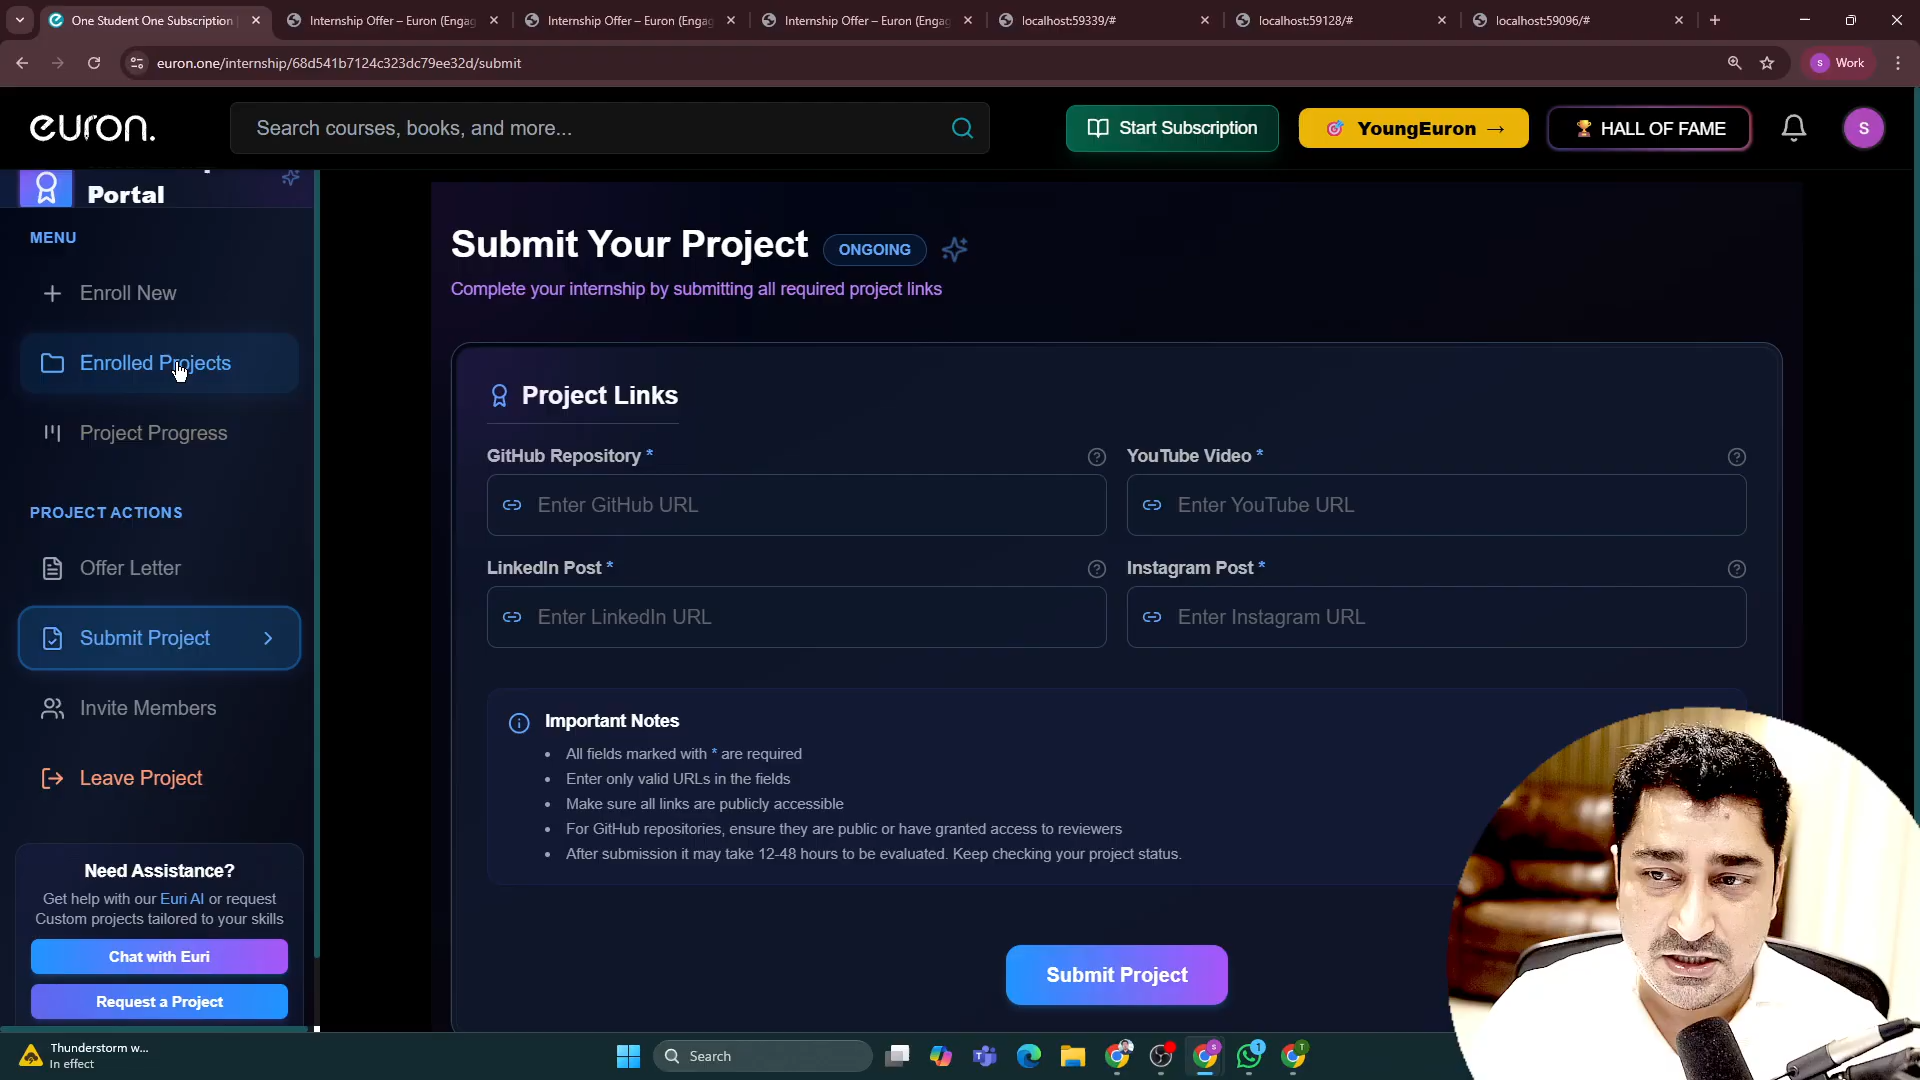 One Student One Subscription
Internship Offer – Euron (Engag
Internship Offer – Euron (Engag
Internship Offer – Euron (Engag
localhost:59339/#
localhost:59128/#
localhost:59096/#
euron.one/internship/68d541b7124c323dc79ee32d/submit
S Work
euron.
Search courses, books, and more...
Start Subscription
YoungEuron →
HALL OF FAME
S
Portal
MENU
Enroll New
Enrolled Projects
Project Progress
PROJECT ACTIONS
Offer Letter
Submit Project
Invite Members
Leave Project
Need Assistance?
Get help with our Euri AI or request
Custom projects tailored to your skills
Chat with Euri
Request a Project
Submit Your Project
ONGOING
Complete your internship by submitting all required project links
Project Links
GitHub Repository *
Enter GitHub URL
YouTube Video *
Enter YouTube URL
LinkedIn Post *
Enter LinkedIn URL
Instagram Post *
Enter Instagram URL
Important Notes
• All fields marked with * are required
• Enter only valid URLs in the fields
• Make sure all links are publicly accessible
• For GitHub repositories, ensure they are public or have granted access to reviewers
• After submission it may take 12-48 hours to be evaluated. Keep checking your project status.
Submit Project
Thunderstorm w...
In effect
Search
S
1
T